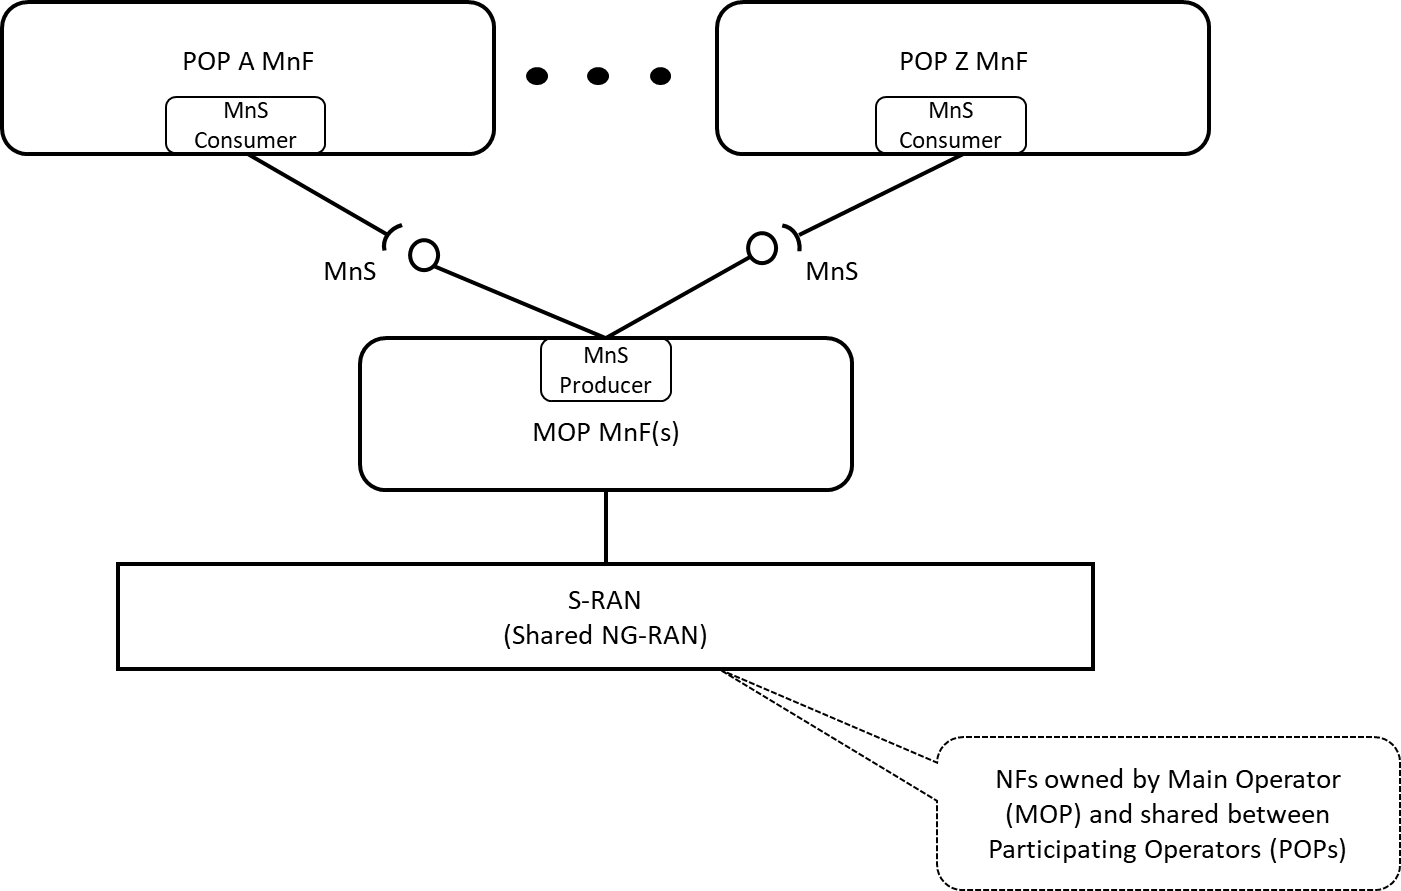 POP A MnF
MnS
Consumer
POP Z MnF
MnS
Consumer
MnS
MnS
MnS
Producer
MOP MnF(s)
S-RAN
(Shared NG-RAN)
NFs owned by Main Operator
(MOP) and shared between
Participating Operators (POPs)